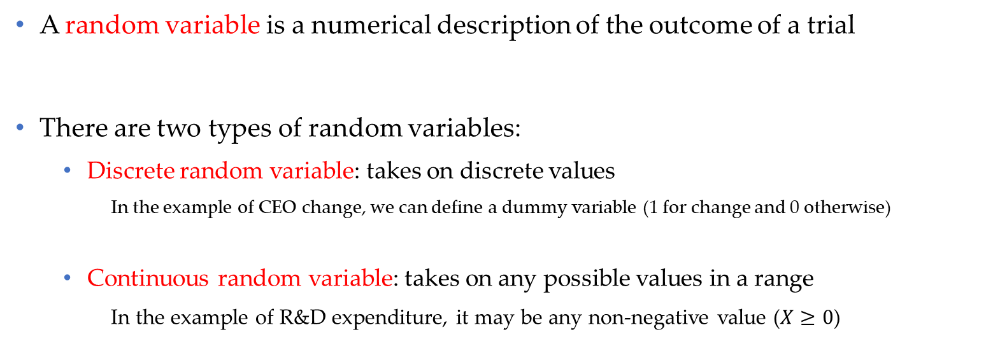 • A random variable is a numerical description of the outcome of a trial
• There are two types of random variables:
• Discrete random variable: takes on discrete values
In the example of CEO change, we can define a dummy variable (1 for change and 0 otherwise)
• Continuous random variable: takes on any possible values in a range
In the example of R&D expenditure, it may be any non-negative value (X ≥ 0)